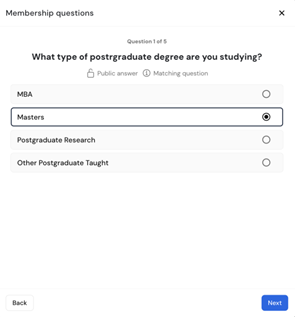 Membership questions
Question 1 of 5
What type of postrgraduate degree are you studying?
Public answer Matching question
MBA
Masters
Postgraduate Research
Other Postgraduate Taught
Back Next